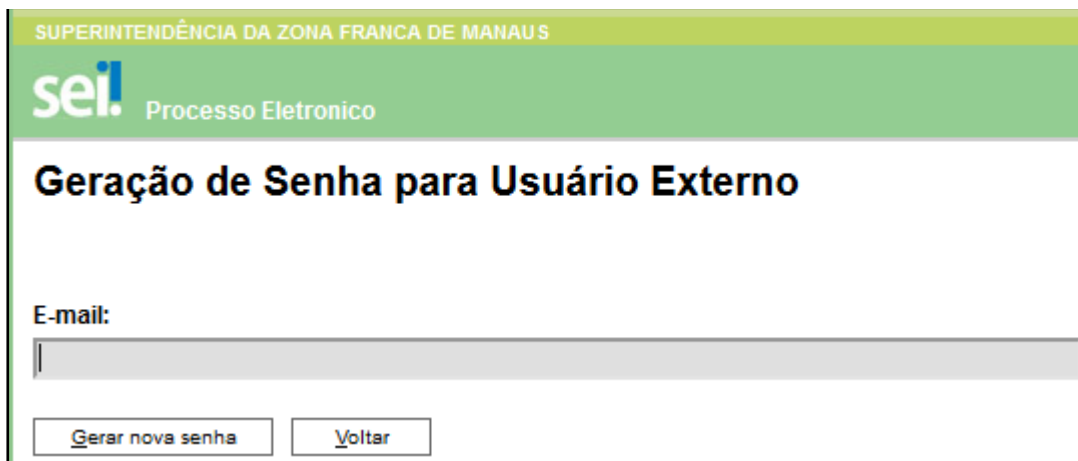 SUPERINTENDÊNCIA DA ZONA FRANCA DE MANAUS
sei!
Processo Eletronico
Geração de Senha para Usuário Externo
E-mail:
Gerar nova senha
Voltar